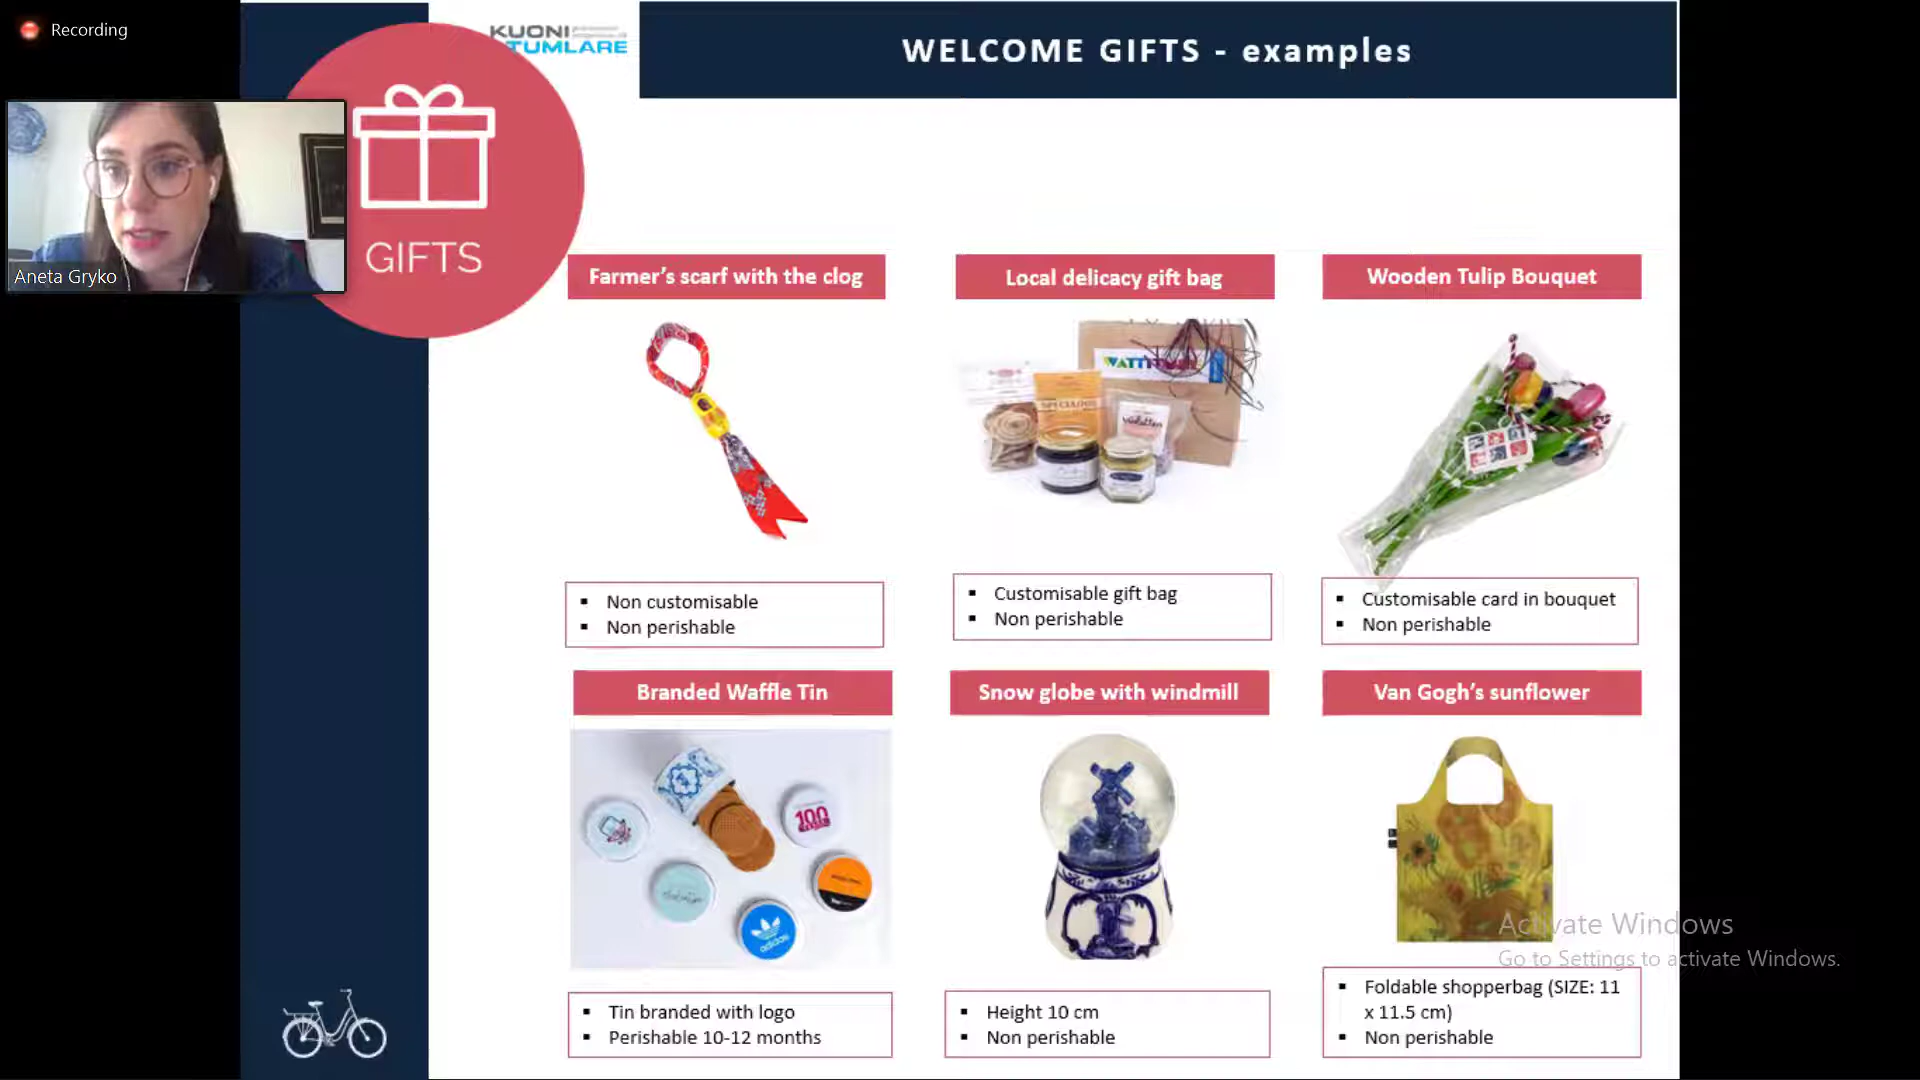 Recording
KUONI
TUMLARE
WELCOME GIFTS - examples
GIFTS
Aneta Gryko
Farmer's scarf with the clog
Local delicacy gift bag
Wooden Tulip Bouquet
SPECULOOS
▪ Non customisable
▪ Non perishable
▪ Customisable gift bag
▪ Non perishable
▪ Customisable card in bouquet
▪ Non perishable
Branded Waffle Tin
Snow globe with windmill
Van Gogh's sunflower
100
adidas
Activate Windows
Go to Settings to activate Windows.
▪ Tin branded with logo
▪ Perishable 10-12 months
▪ Height 10 cm
▪ Non perishable
▪ Foldable shopperbag (SIZE: 11
x 11.5 cm)
▪ Non perishable